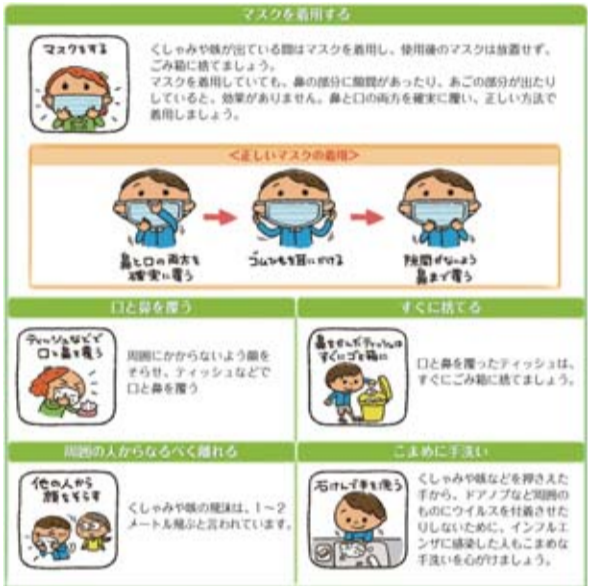 マスクを着用する
マスクをする
くしゃみや咳が出ている間はマスクを着用し、使用後のマスクは放置せず、
ごみ箱に捨てましょう。
マスクを着用していても、鼻の部分に隙間があったり、あごの部分が出たり
していると、効果がありません。鼻と口の両方を確実に覆い、正しい方法で
着用しましょう。
<正しいマスクの着用>
鼻と口の両方を
確実に覆う
ゴムひもを耳にかける
隙間がないよう
鼻まで覆う
口と鼻を覆う
ティッシュなどで
口と鼻を覆う
周囲にかからないよう顔を
そらせ、ティッシュなどで
口と鼻を覆う
すぐに捨てる
鼻をかんだティッシュは
すぐにゴミ箱に
口と鼻を覆ったティッシュは、
すぐにごみ箱に捨てましょう。
周囲の人からなるべく離れる
他の人から
顔をそらす
くしゃみや咳の飛沫は、1~2
メートル飛ぶと言われています。
こまめに手洗い
石けんで手を洗う
くしゃみや咳などを押さえた
手から、ドアノブなど周囲の
ものにウイルスを付着させた
りしないために、インフルエ
ンザに感染した人もこまめな
手洗いを心がけましょう。